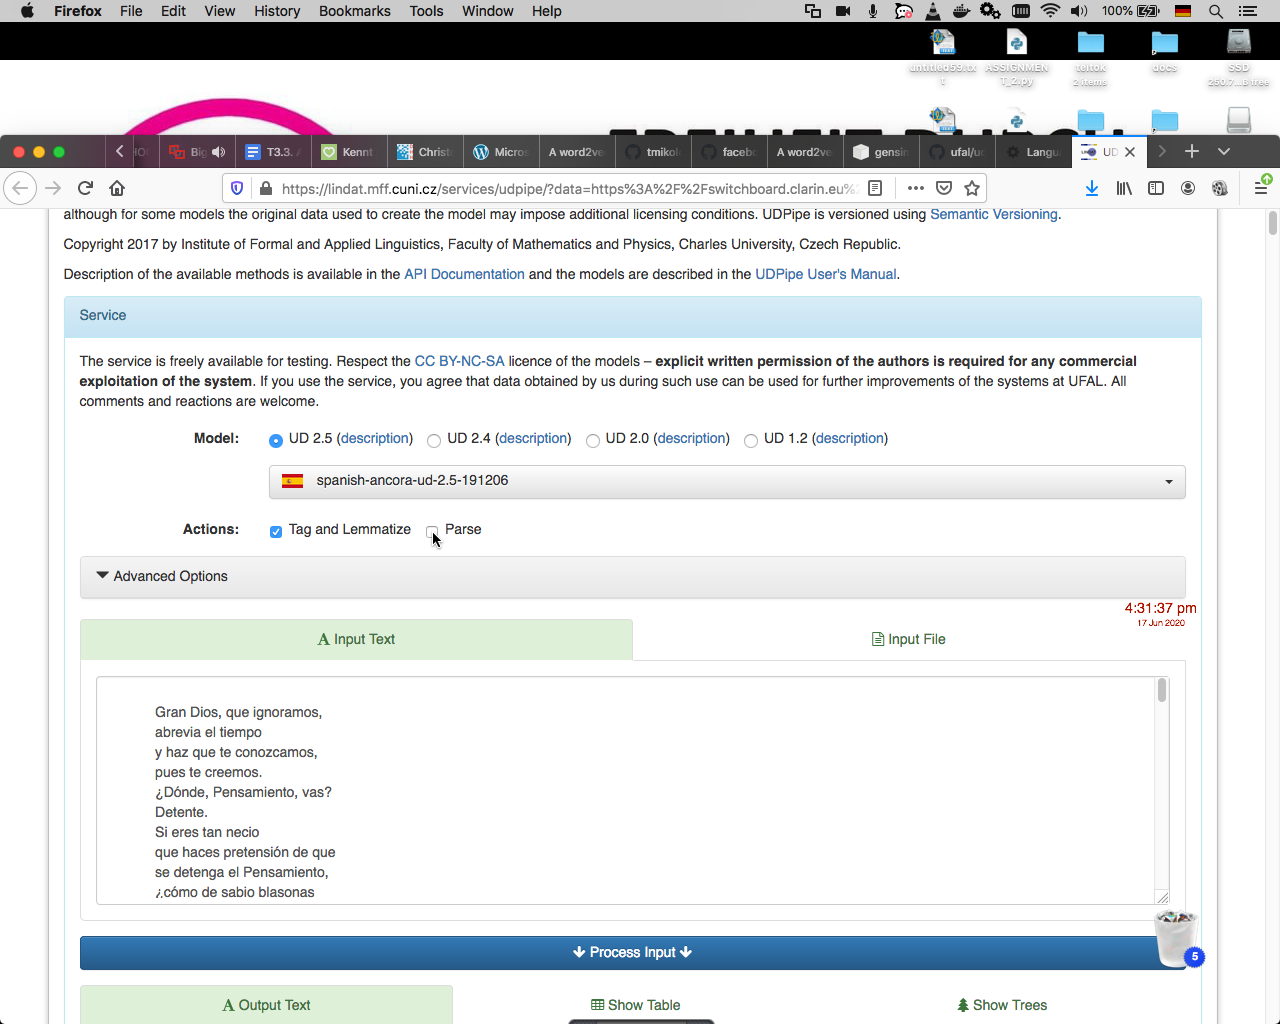 Firefox File Edit View History Bookmarks Tools Window Help 100%
untitled59.tx
t
ASSIGNMEN
T_2.py
teitok
2 items
docs
SSD
250.7...6 free
Big
T3.3.
Kennt
Christ
Micros
A word2ve
tmikol
faceb
A word2ve
gensin
ufal/u
Langu
UD
https://lindat.mff.cuni.cz/services/udpipe/?data=https%3A%2F%2Fswitchboard.clarin.eu%
although for some models the original data used to create the model may impose additional licensing conditions. UDPipe is versioned using Semantic Versioning.
Copyright 2017 by Institute of Formal and Applied Linguistics, Faculty of Mathematics and Physics, Charles University, Czech Republic.
Description of the available methods is available in the API Documentation and the models are described in the UDPipe User's Manual.
Service
The service is freely available for testing. Respect the CC BY-NC-SA licence of the models – explicit written permission of the authors is required for any commercial
exploitation of the system. If you use the service, you agree that data obtained by us during such use can be used for further improvements of the systems at UFAL. All
comments and reactions are welcome.
Model: UD 2.5 (description) UD 2.4 (description) UD 2.0 (description) UD 1.2 (description)
spanish-ancora-ud-2.5-191206
Actions: Tag and Lemmatize Parse
Advanced Options
4:31:37 pm
17 Jun 2020
Input Text
Input File
Gran Dios, que ignoramos,
abrevia el tiempo
y haz que te conozcamos,
pues te creemos.
¿Dónde, Pensamiento, vas?
Detente.
Si eres tan necio
que haces pretensión de que
se detenga el Pensamiento,
¿cómo de sabio blasonas
Process Input
5
Output Text
Show Table
Show Trees